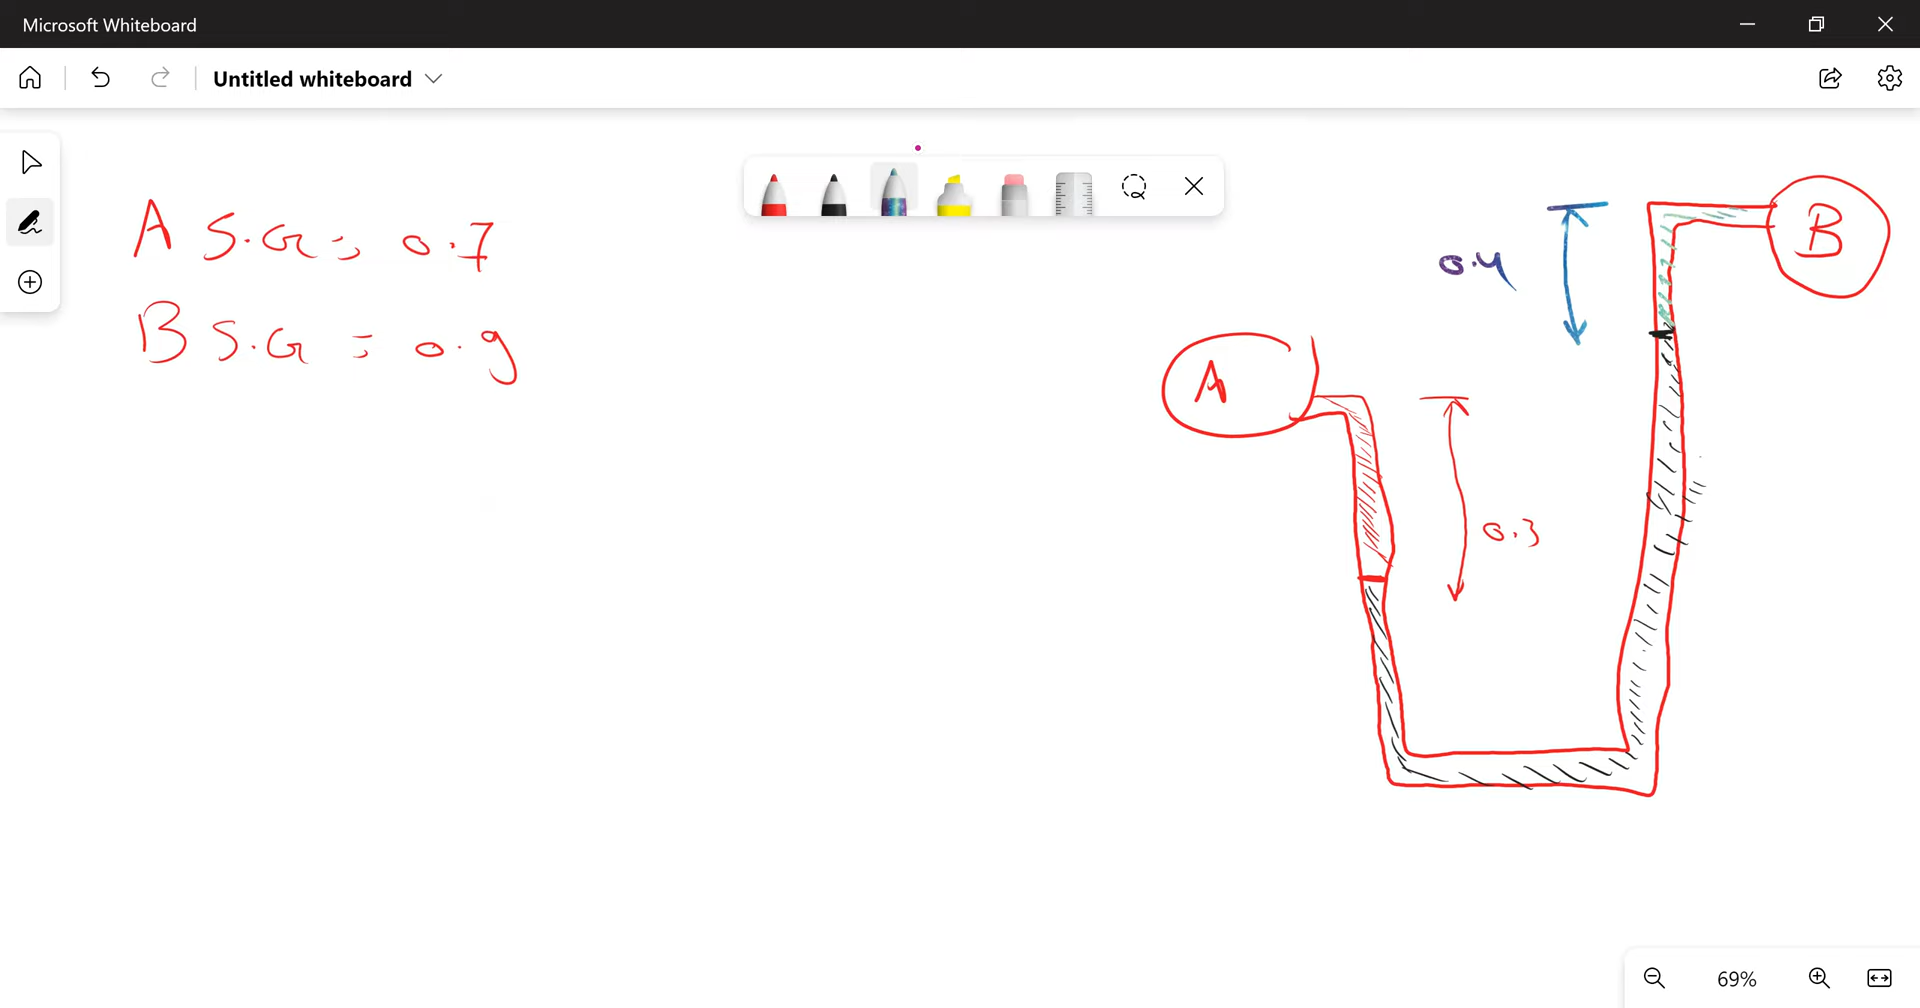 Microsoft Whiteboard
Untitled whiteboard
A S.G = 0.7
B S.G = 0.9
0.4
B
A
0.3
69%